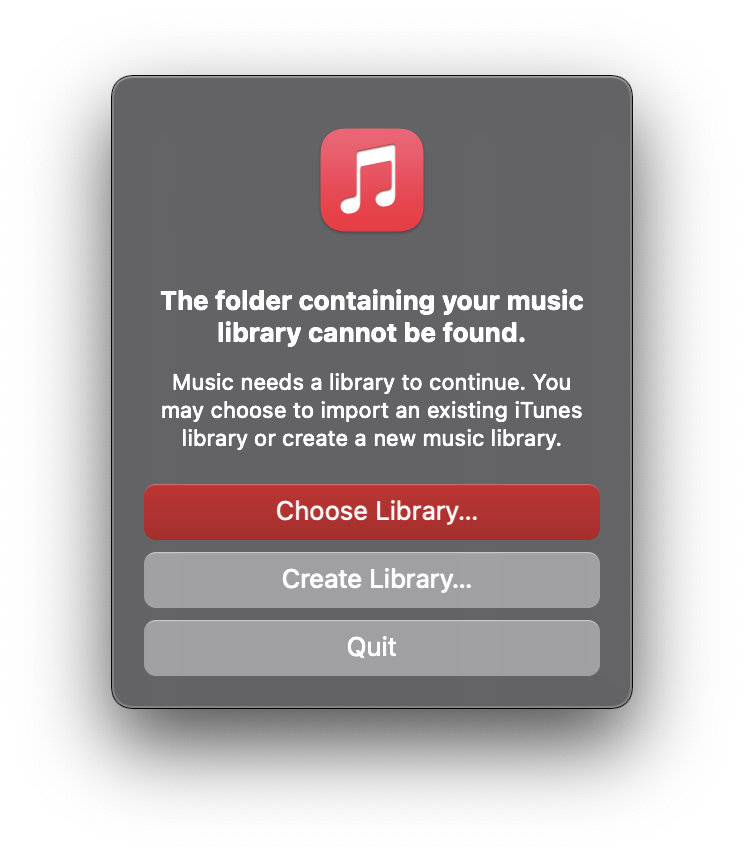 The folder containing your music
library cannot be found.
Music needs a library to continue. You
may choose to import an existing iTunes
library or create a new music library.
Choose Library...
Create Library...
Quit